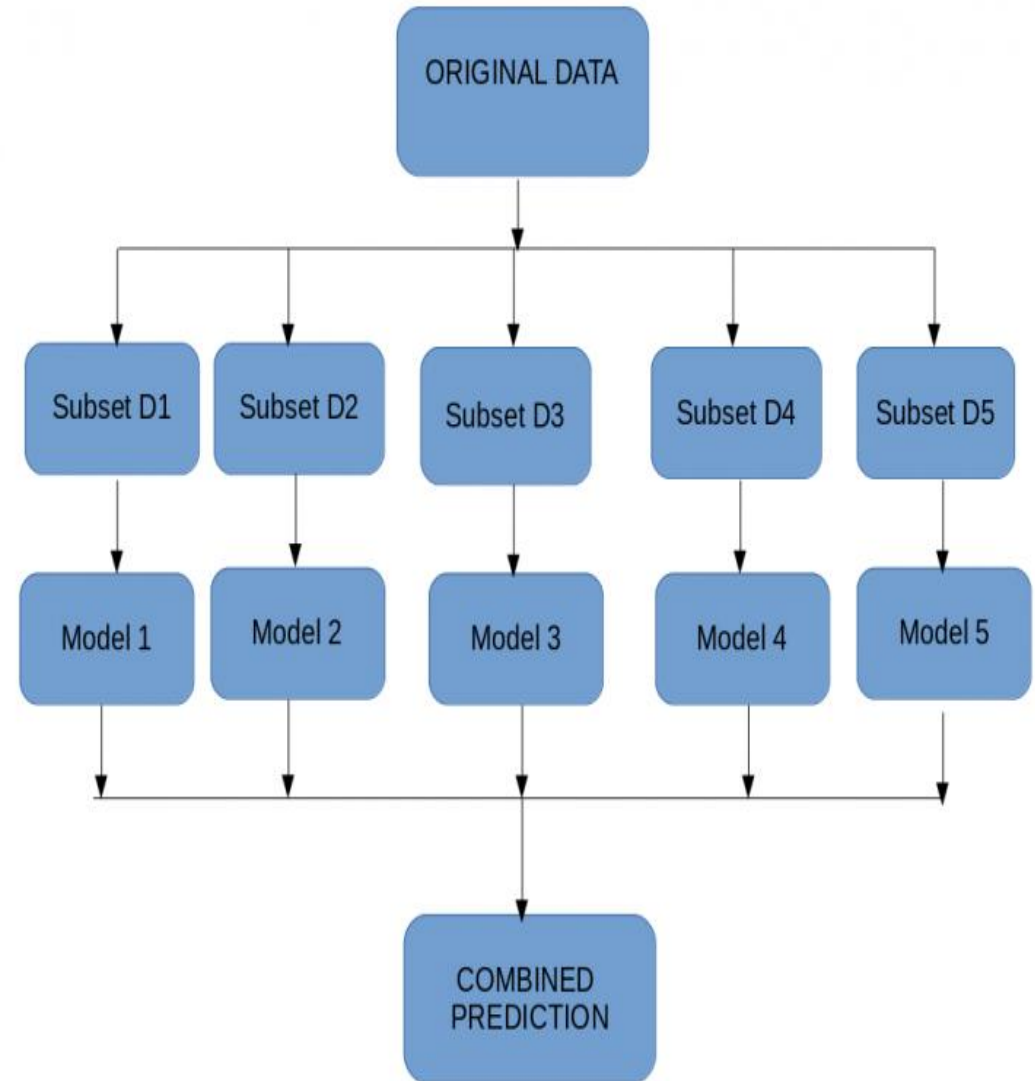 ORIGINAL DATA
Subset D1
Subset D2
Subset D3
Subset D4
Subset D5
Model 1
Model 2
Model 3
Model 4
Model 5
COMBINED
PREDICTION